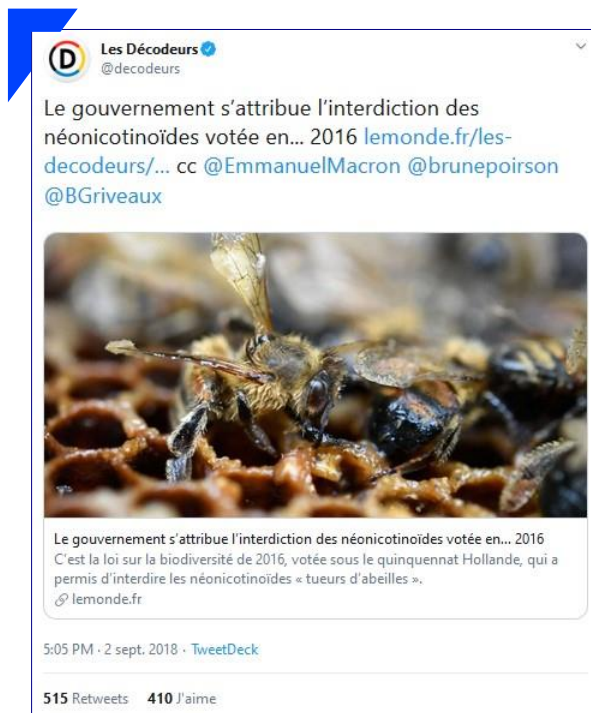 D
Les Décodeurs
@decodeurs
Le gouvernement s'attribue l'interdiction des
néonicotinoïdes votée en... 2016 lemonde.fr/les-
decodeurs/... cc @EmmanuelMacron @brunepoirson
@BGriveaux
Le gouvernement s'attribue l'interdiction des néonicotinoïdes votée en... 2016
C'est la loi sur la biodiversité de 2016, votée sous le quinquennat Hollande, qui a
permis d'interdire les néonicotinoïdes « tueurs d'abeilles ».
lemonde.fr
5:05 PM · 2 sept. 2018 · TweetDeck
515 Retweets 410 J'aime